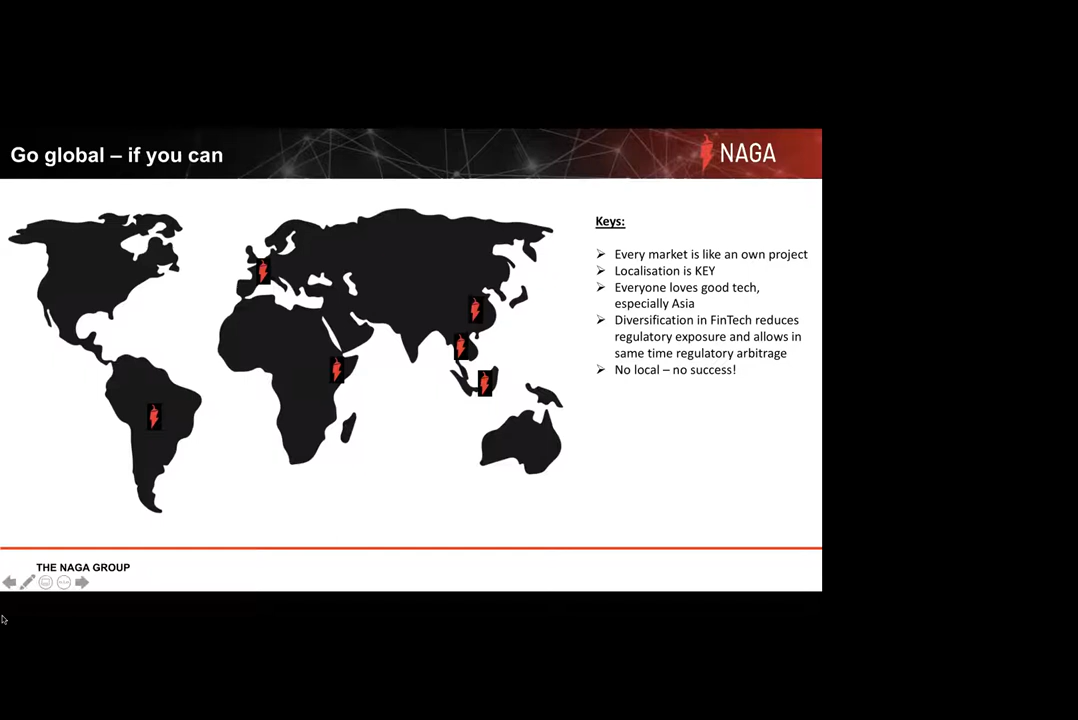 Go global – if you can
NAGA
Keys:
➢ Every market is like an own project
➢ Localisation is KEY
➢ Everyone loves good tech,
especially Asia
➢ Diversification in FinTech reduces
regulatory exposure and allows in
same time regulatory arbitrage
➢ No local – no success!
THE NAGA GROUP